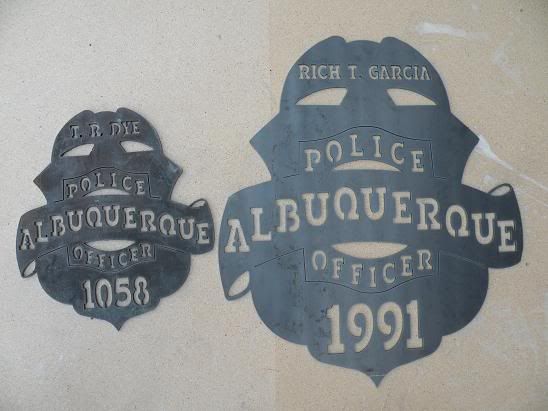 T. R. DYE
POLICE
ALBUQUERQUE
OFFICER
1058
RICH T. GARCIA
POLICE
ALBUQUERQUE
OFFICER
1991